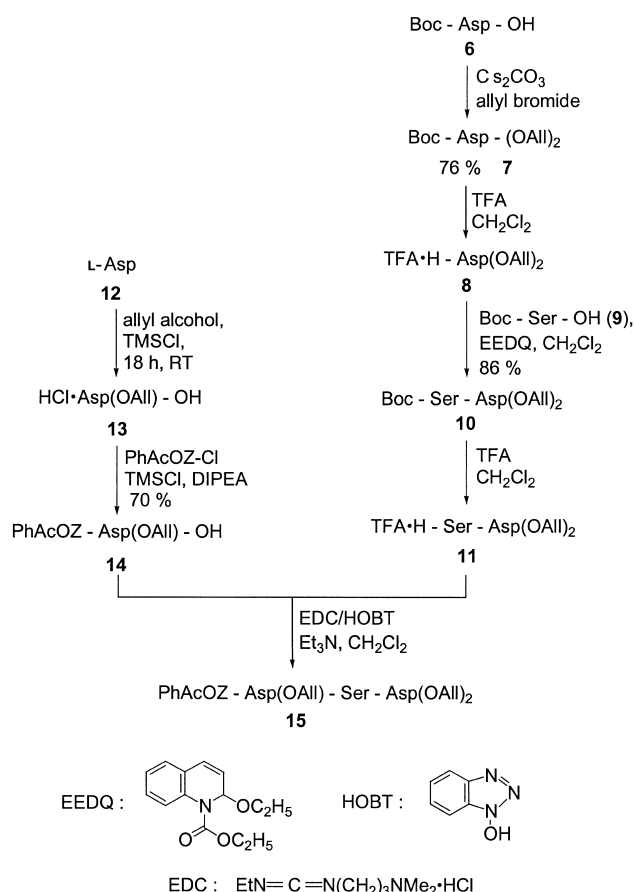 Boc - Asp - OH
6
Cs₂CO₃
allyl bromide
Boc - Asp - (OAll)₂
76 % 7
TFA
CH₂Cl₂
TFA•H - Asp(OAll)₂
8
Boc - Ser - OH (9),
EEDQ, CH₂Cl₂
86 %
Boc - Ser - Asp(OAll)₂
10
TFA
CH₂Cl₂
TFA•H - Ser - Asp(OAll)₂
11
L-Asp
12
allyl alcohol,
TMSCl,
18 h, RT
HCl•Asp(OAll) - OH
13
PhAcOZ-Cl
TMSCl, DIPEA
70 %
PhAcOZ - Asp(OAll) - OH
14
EDC/HOBT
Et₃N, CH₂Cl₂
PhAcOZ - Asp(OAll) - Ser - Asp(OAll)₂
15
EEDQ :
N
OC₂H₅
O
OC₂H₅
HOBT :
N
N
N
OH
EDC : EtN=C=N(CH₂)₃NMe₂•HCl